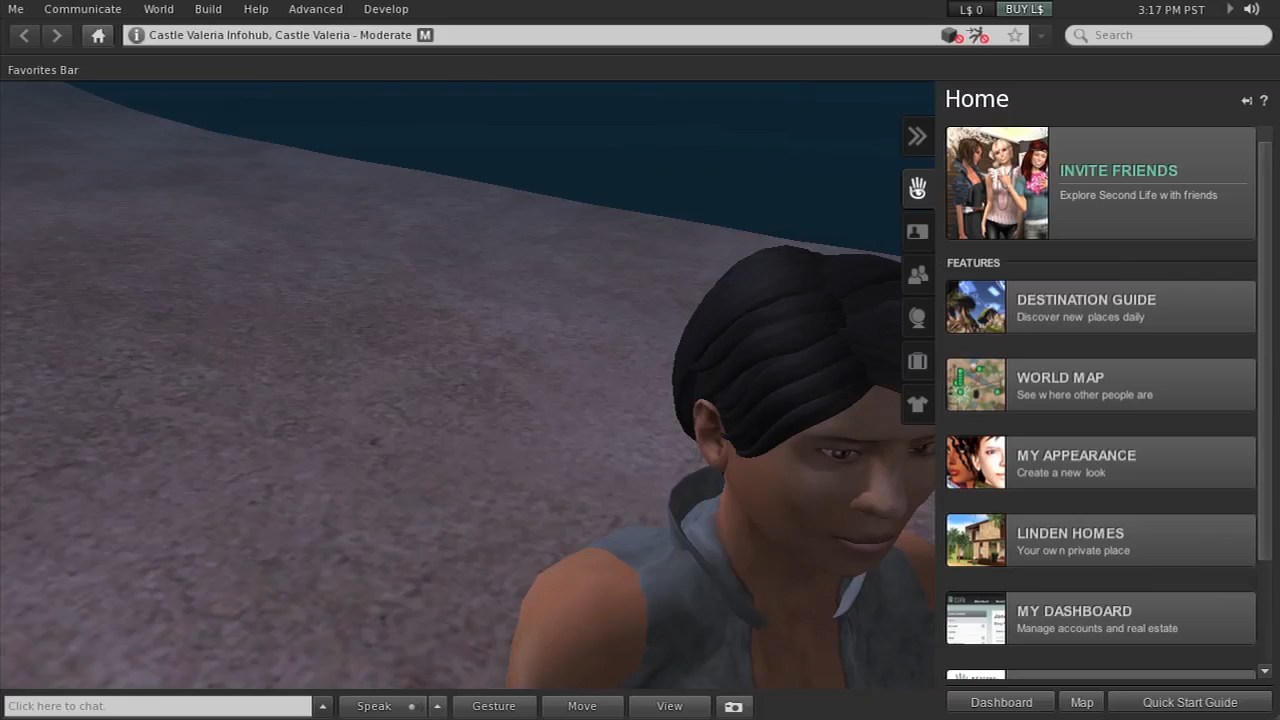 Me Communicate World Build Help Advanced Develop L$ 0 BUY L$ 3:17 PM PST
Castle Valeria Infohub, Castle Valeria - Moderate M Search
Favorites Bar
Home ?
INVITE FRIENDS
Explore Second Life with friends
FEATURES
DESTINATION GUIDE
Discover new places daily
WORLD MAP
See where other people are
MY APPEARANCE
Create a new look
LINDEN HOMES
Your own private place
MY DASHBOARD
Manage accounts and real estate
Click here to chat. Speak Gesture Move View Dashboard Map Quick Start Guide